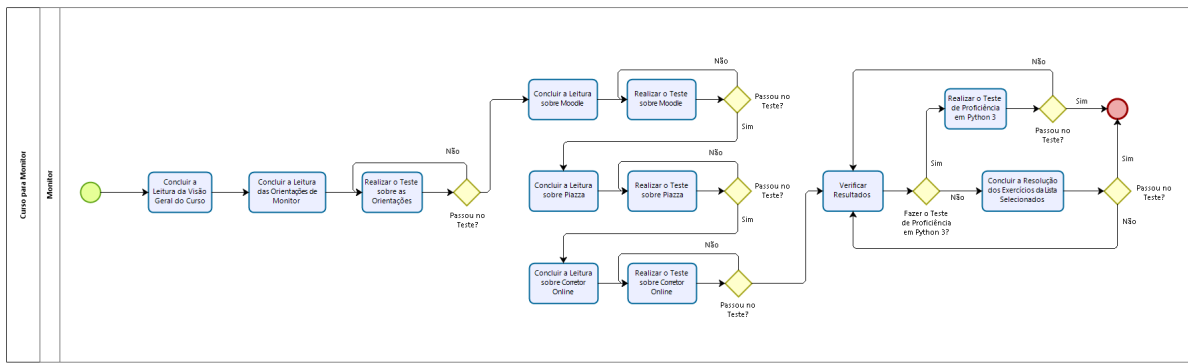 Curso para Monitor
Monitor
Concluir a
Leitura da Visão
Geral do Curso
Concluir a Leitura
das Orientações de
Monitor
Realizar o Teste
sobre as
Orientações
Não
Passou no
Teste?
Concluir a Leitura
sobre Moodle
Realizar o Teste
sobre Moodle
Não
Passou no
Teste?
Sim
Concluir a Leitura
sobre Piazza
Realizar o Teste
sobre Piazza
Não
Passou no
Teste?
Sim
Concluir a Leitura
sobre Corretor
Online
Realizar o Teste
sobre Corretor
Online
Não
Passou no
Teste?
Verificar
Resultados
Fazer o Teste
de Proficiência
em Python 3?
Sim
Não
Realizar o Teste
de Proficiência
em Python 3
Não
Sim
Passou no
Teste?
Concluir a Resolução
dos Exercícios da Lista
Selecionados
Sim
Passou no
Teste?
Não